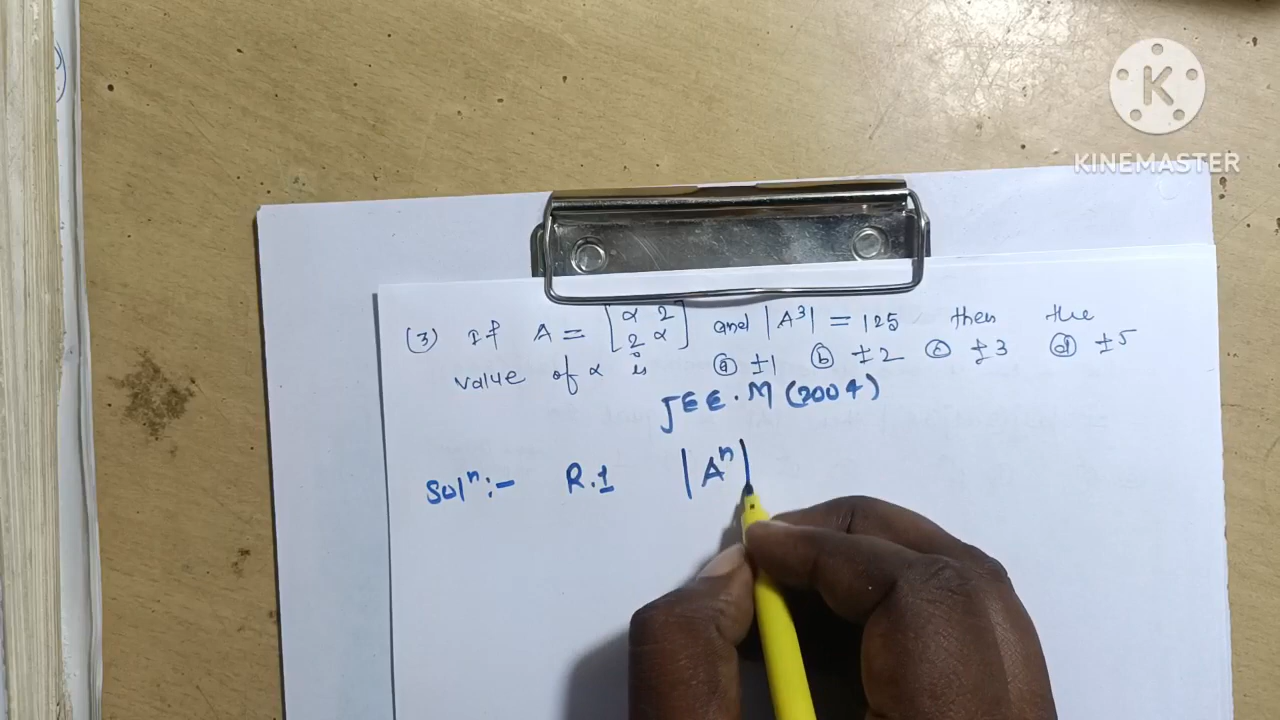 KINEMASTER
(3) If A = [α 2 2 α] and |A³| = 125 then the
value of α is (a) ±1 (b) ±2 (c) ±3 (d) ±5
JEE.M (2004)
Solⁿ:- R.1 |Aⁿ|